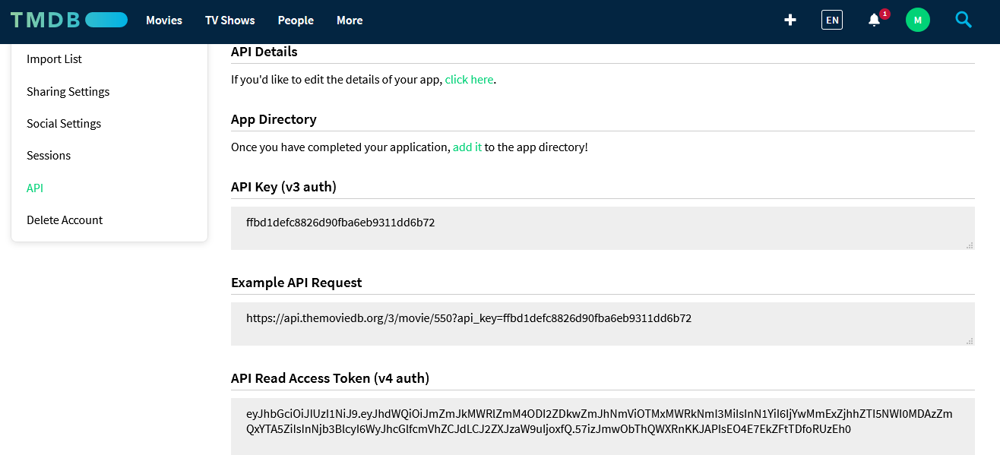 TMDB Movies TV Shows People More EN 1 M
Import List
Sharing Settings
Social Settings
Sessions
API
Delete Account
API Details
If you'd like to edit the details of your app, click here.
App Directory
Once you have completed your application, add it to the app directory!
API Key (v3 auth)
ffbd1defc8826d90fba6eb9311dd6b72
Example API Request
https://api.themoviedb.org/3/movie/550?api_key=ffbd1defc8826d90fba6eb9311dd6b72
API Read Access Token (v4 auth)
eyJhbGciOiJIUzI1NiJ9.eyJhdWQiOiJmZmJkMWRlZmM4ODI2ZDkwZmJhNmViOTMxMWRkNmI3MiIsInN1YiI6IjYwMmExZjhhZTI5NWI0MDAzZm
QxYTA5ZiIsInNjb3BlcyI6WyJhcGlfcmVhZCJdLCJ2ZXJzaW9uIjoxfQ.57izJmwObThQWXRnKKJAPIsEO4E7EkZFtTDfoRUzEh0